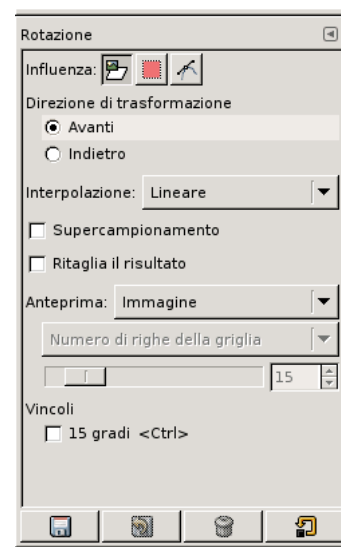 Rotazione
Influenza:
Direzione di trasformazione
Avanti
Indietro
Interpolazione: Lineare
Supercampionamento
Ritaglia il risultato
Anteprima: Immagine
Numero di righe della griglia
15
Vincoli
15 gradi <Ctrl>